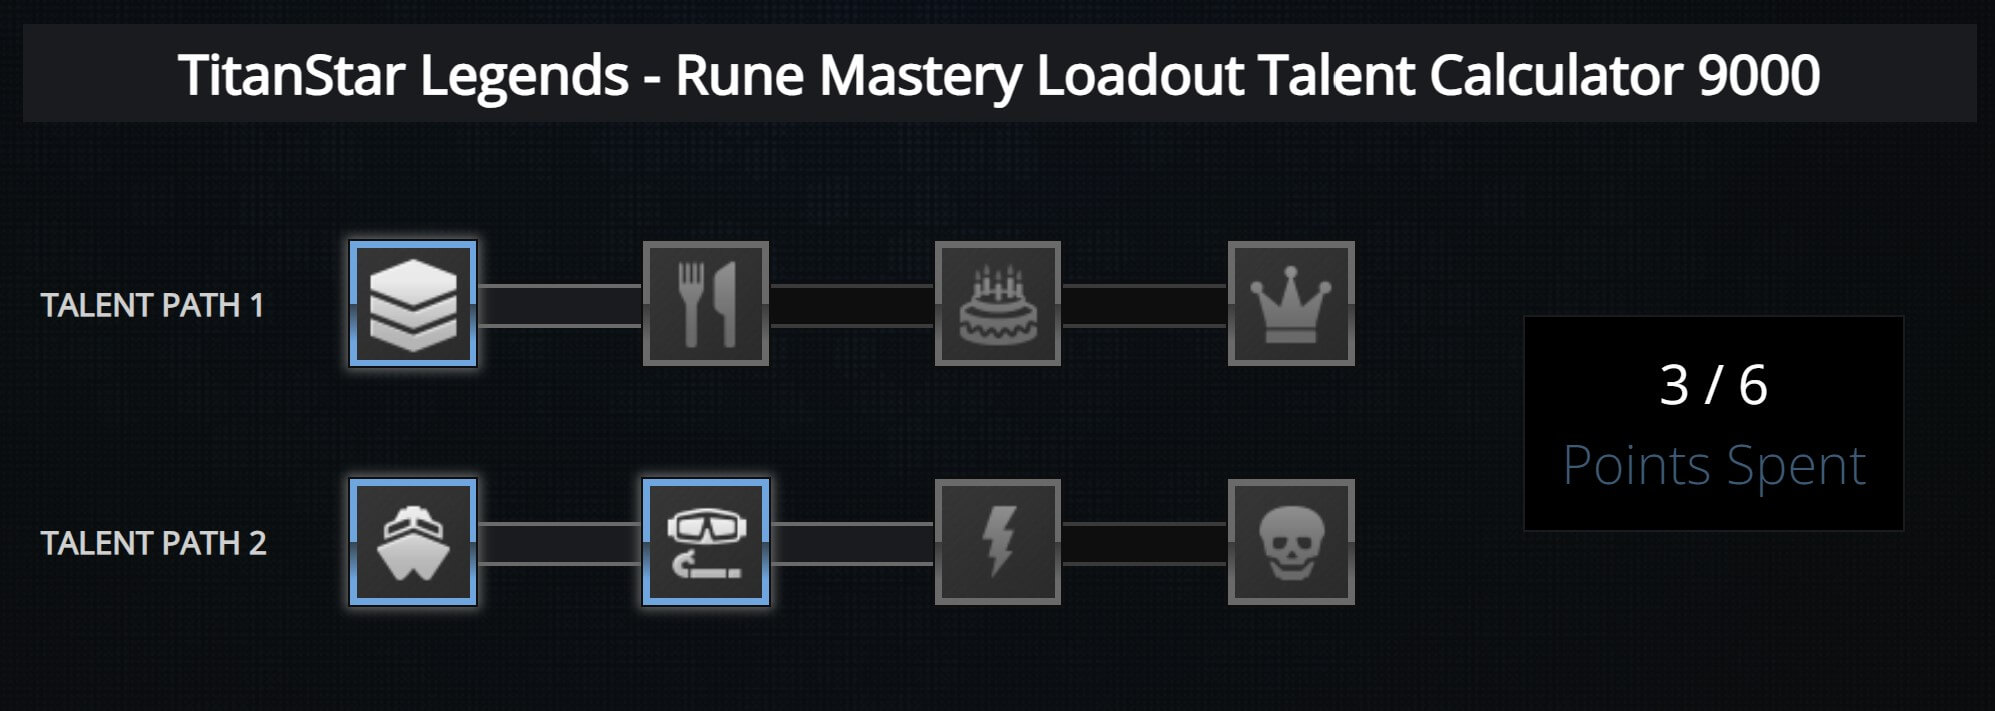 TitanStar Legends - Rune Mastery Loadout Talent Calculator 9000
TALENT PATH 1
3 / 6
Points Spent
TALENT PATH 2